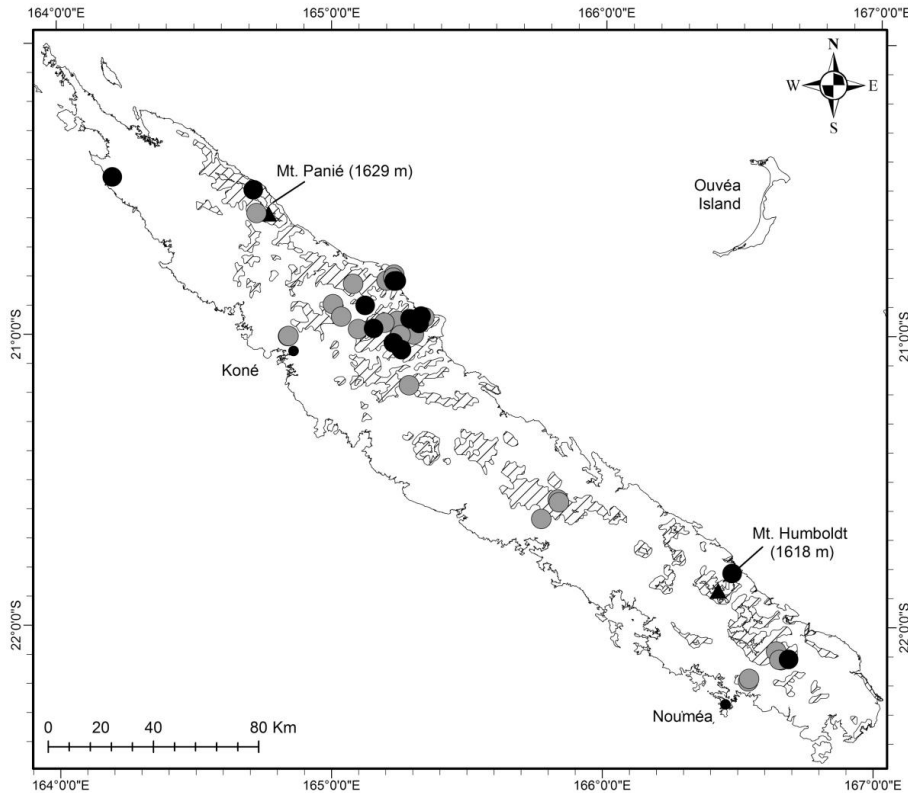 164°0'0"E 165°0'0"E 166°0'0"E 167°0'0"E
N
W E
S
Mt. Panié (1629 m)
Ouvéa
Island
21°0'0"S 21°0'0"S
Koné
Mt. Humboldt
(1618 m)
22°0'0"S 22°0'0"S
Nouméa
0 20 40 80 Km
164°0'0"E 165°0'0"E 166°0'0"E 167°0'0"E